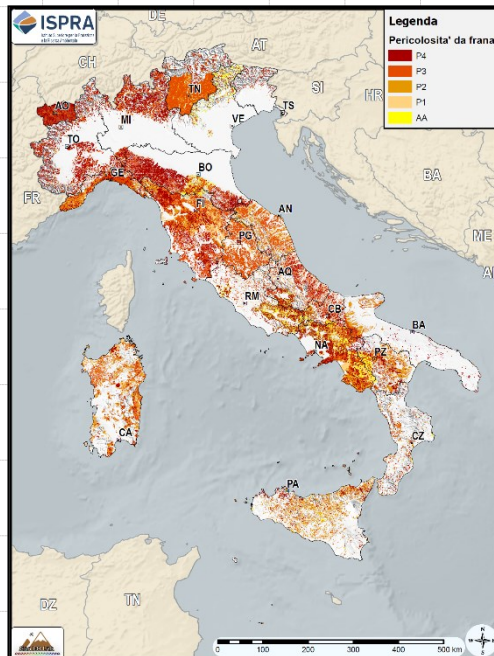 ISPRA
Legenda
Pericolosita' da frana
P4
P3
P2
P1
AA
DE
AT
CH
SI
HR
BA
ME
FR
DZ
TN
AO
TN
MI
TO
VE
TS
GE
BO
FI
AN
PG
AQ
RM
CB
BA
NA
PZ
CA
CZ
PA
0
100
200
300
400
500 km
N
W
E
S